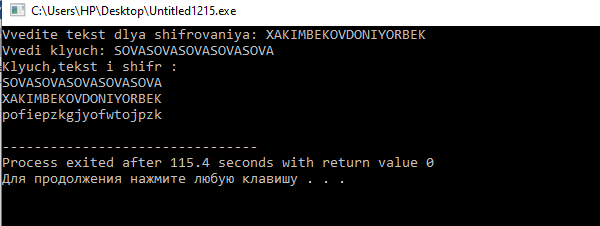 C:\Users\HP\Desktop\Untitled1215.exe
Vvedite tekst dlya shifrovaniya: XAKIMBEKOVDONIYORBEK
Vvedi klyuch: SOVASOVASOVASOVASOVA
Klyuch,tekst i shifr :
SOVASOVASOVASOVASOVA
XAKIMBEKOVDONIYORBEK
pofiepzkgjyofwtojpzk
--------------------------------
Process exited after 115.4 seconds with return value 0
Для продолжения нажмите любую клавишу . . .